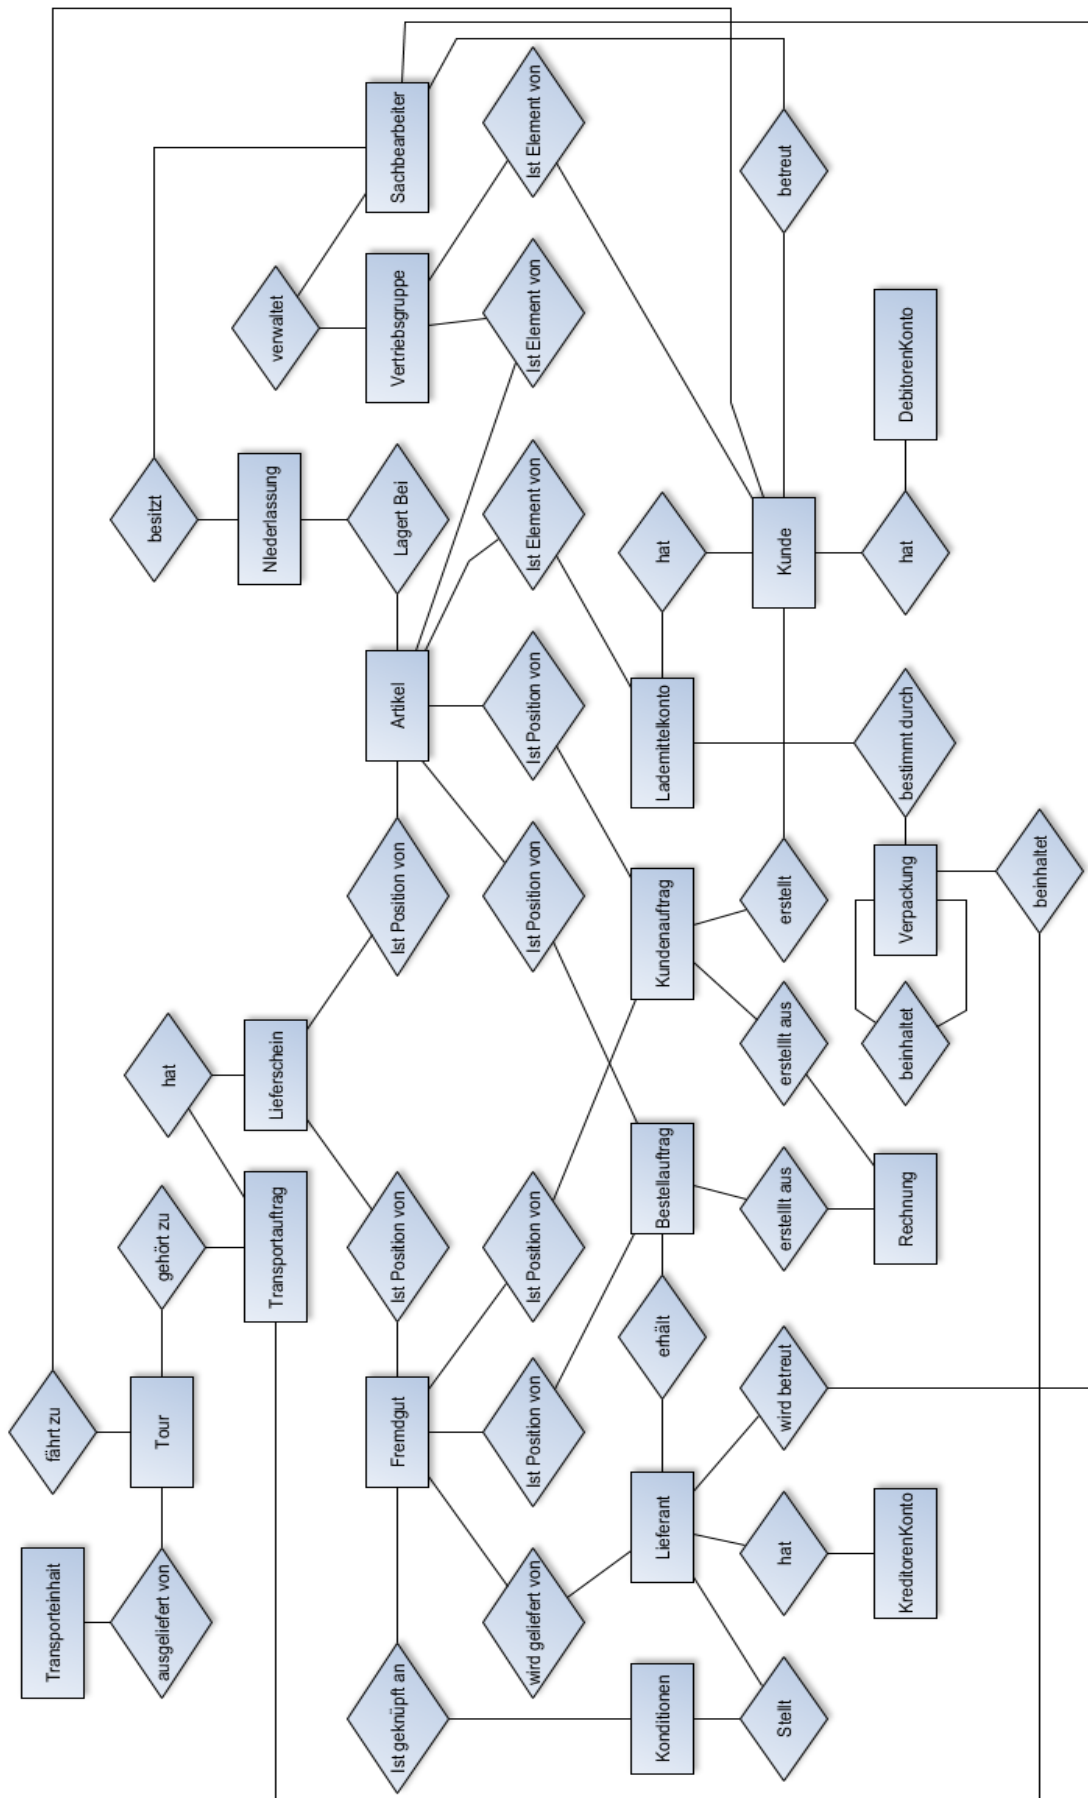 Transporteinhait
ausgeliefert von
fährt zu
Tour
gehört zu
hat
Transportauftrag
Lieferschein
besitzt
NIederlassung
verwaltet
Sachbearbeiter
Vertriebsgruppe
Ist geknüpft an
Fremdgut
Ist Position von
Ist Position von
Artikel
Lagert Bei
wird geliefert von
Ist Position von
Ist Position von
Ist Position von
Ist Position von
Ist Element von
Ist Element von
Ist Element von
Konditionen
Lieferant
erhält
Bestellauftrag
Kundenauftrag
Lademittelkonto
hat
Stellt
hat
wird betreut
erstelllt aus
erstelllt aus
erstellt
Kunde
betreut
KreditorenKonto
Rechnung
beinhaltet
Verpackung
bestimmt durch
hat
DebitorenKonto
beinhaltet